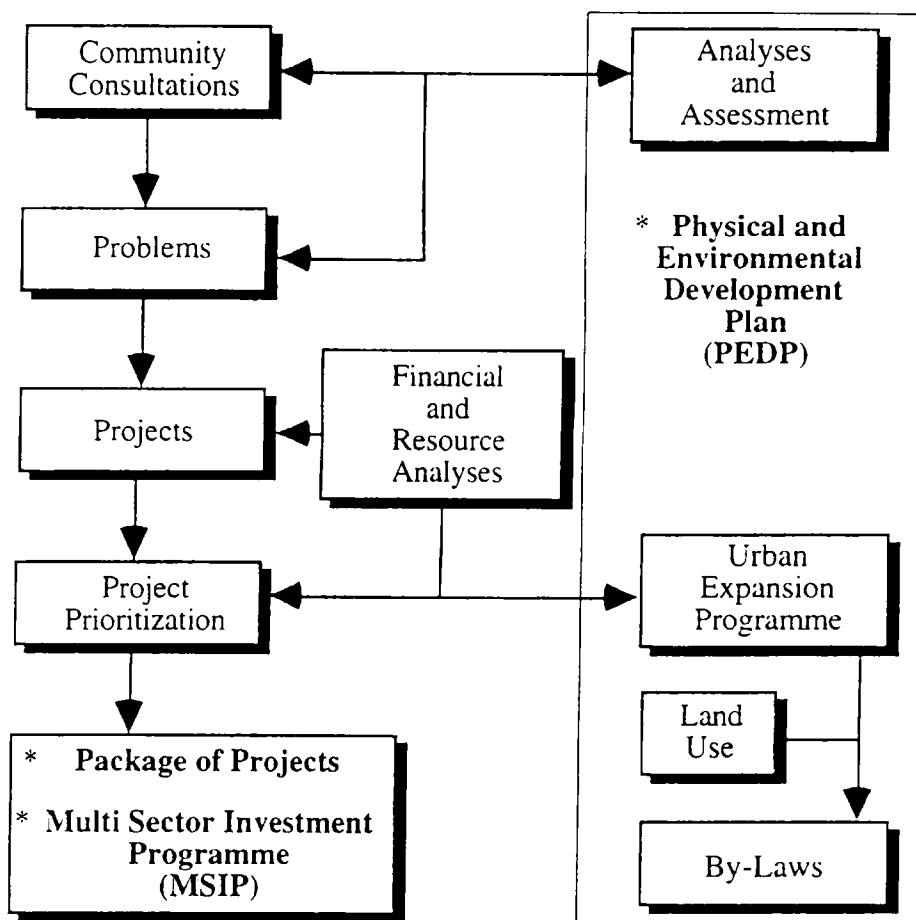 Community
Consultations
Analyses
and
Assessment
Problems
* Physical and
Environmental
Development
Plan
(PEDP)
Projects
Financial
and
Resource
Analyses
Project
Prioritization
Urban
Expansion
Programme
Land
Use
* Package of Projects
* Multi Sector Investment
Programme
(MSIP)
By-Laws